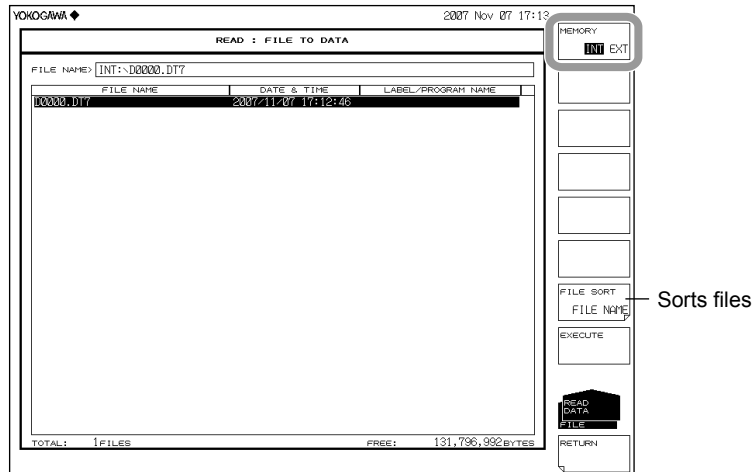 YOKOGAWA ◆
2007 Nov 07 17:13
READ : FILE TO DATA
FILE NAME> INT:\D0000.DT7
FILE NAME DATE & TIME LABEL/PROGRAM NAME
D0000.DT7 2007/11/07 17:12:46
TOTAL: 1FILES FREE: 131,796,992BYTES
MEMORY
INT EXT
FILE SORT
FILE NAME
Sorts files
EXECUTE
READ
DATA
FILE
RETURN